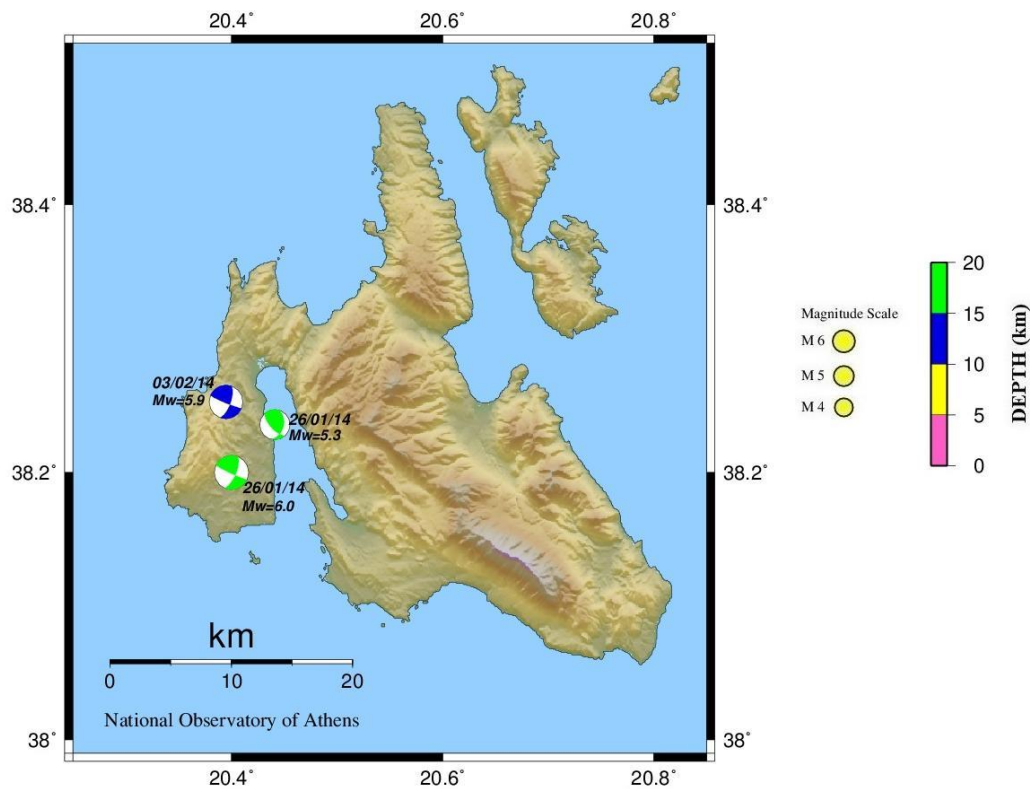 20.4° 20.6° 20.8°
38.4° 38.4°
20
Magnitude Scale
15
M 6
10
M 5
03/02/14
Mw=5.9
M 4
5
DEPTH (km)
26/01/14
Mw=5.3
0
38.2° 38.2°
26/01/14
Mw=6.0
km
0 10 20
National Observatory of Athens
38° 38°
20.4° 20.6° 20.8°